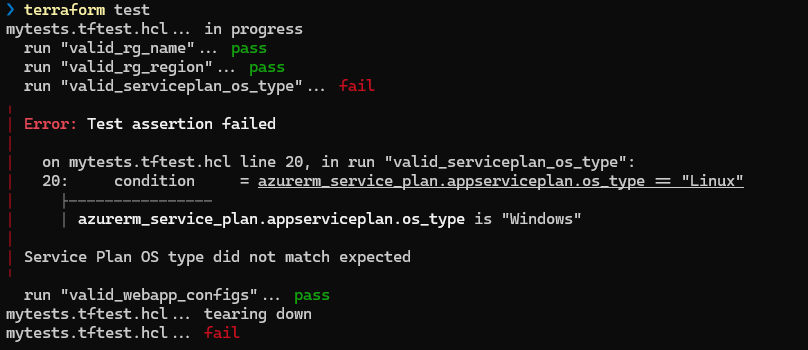 ❯ terraform test
mytests.tftest.hcl... in progress
run "valid_rg_name"... pass
run "valid_rg_region"... pass
run "valid_serviceplan_os_type"... fail
Error: Test assertion failed
on mytests.tftest.hcl line 20, in run "valid_serviceplan_os_type":
20: condition = azurerm_service_plan.appserviceplan.os_type == "Linux"
├────────────────
│ azurerm_service_plan.appserviceplan.os_type is "Windows"
Service Plan OS type did not match expected
run "valid_webapp_configs"... pass
mytests.tftest.hcl... tearing down
mytests.tftest.hcl... fail